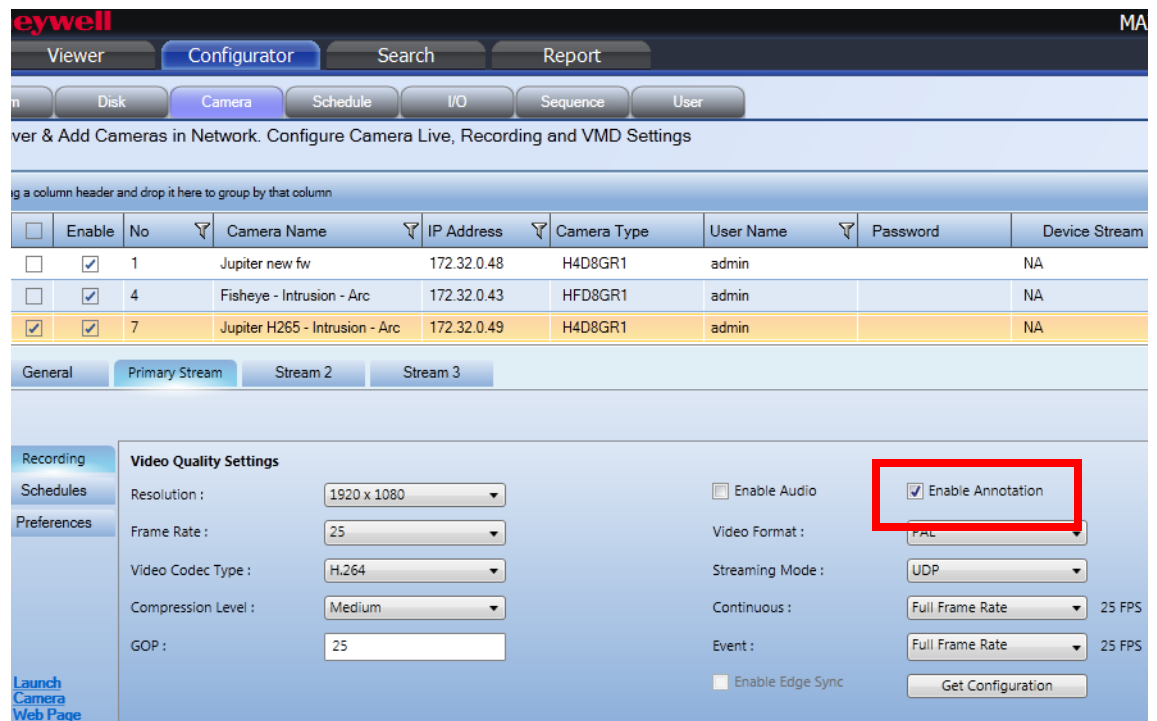 eywell
MA
Viewer Configurator Search Report
m Disk Camera Schedule I/O Sequence User
ver & Add Cameras in Network. Configure Camera Live, Recording and VMD Settings
ag a column header and drop it here to group by that column
Enable No Camera Name IP Address Camera Type User Name Password Device Stream
1 Jupiter new fw 172.32.0.48 H4D8GR1 admin NA
4 Fisheye - Intrusion - Arc 172.32.0.43 HFD8GR1 admin NA
7 Jupiter H265 - Intrusion - Arc 172.32.0.49 H4D8GR1 admin NA
General Primary Stream Stream 2 Stream 3
Recording
Schedules
Preferences
Launch
Camera
Web Page
Video Quality Settings
Resolution : 1920 x 1080 Enable Audio Enable Annotation
Frame Rate : 25 Video Format : PAL
Video Codec Type : H.264 Streaming Mode : UDP
Compression Level : Medium Continuous : Full Frame Rate 25 FPS
GOP : 25 Event : Full Frame Rate 25 FPS
Enable Edge Sync Get Configuration